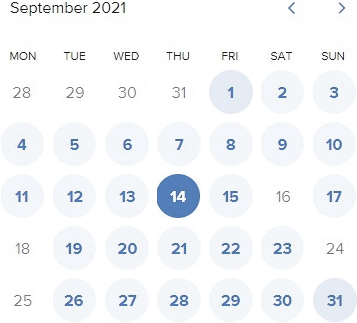 September 2021
MON TUE WED THU FRI SAT SUN
28 29 30 31 1 2 3
4 5 6 7 8 9 10
11 12 13 14 15 16 17
18 19 20 21 22 23 24
25 26 27 28 29 30 31